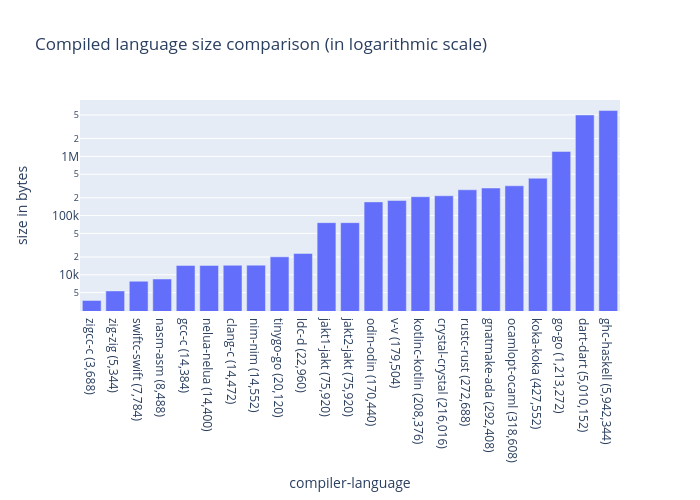 Compiled language size comparison (in logarithmic scale)
size in bytes
5
2
1M
5
2
100k
5
2
10k
5
zigcc-c (3,688)
zig-zig (5,344)
swiftc-swift (7,784)
nasm-asm (8,488)
gcc-c (14,384)
nelua-nelua (14,400)
clang-c (14,472)
nim-nim (14,552)
tinygo-go (20,120)
ldc-d (22,960)
jakt1-jakt (75,920)
jakt2-jakt (75,920)
odin-odin (170,440)
v-v (179,504)
kotlinc-kotlin (208,376)
crystal-crystal (216,016)
rustc-rust (272,688)
gnatmake-ada (292,408)
ocamlopt-ocaml (318,608)
koka-koka (427,552)
go-go (1,213,272)
dart-dart (5,010,152)
ghc-haskell (5,942,344)
compiler-language